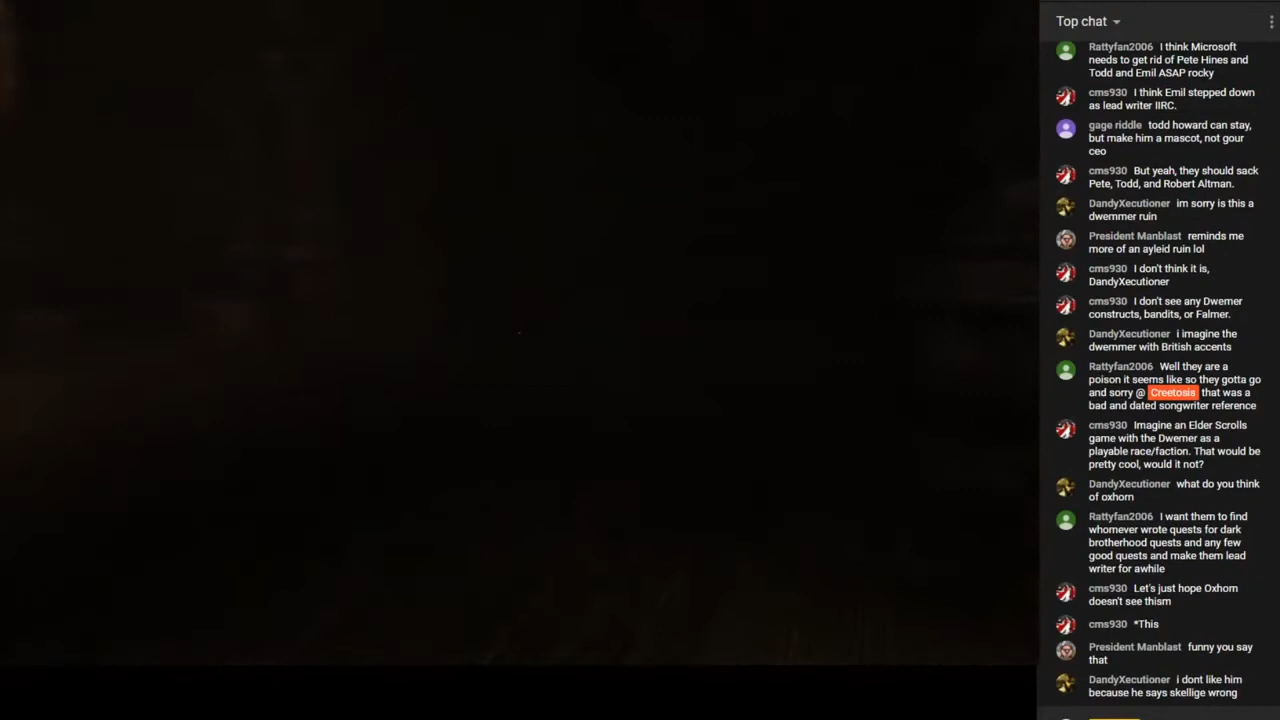 Top chat
Rattyfan2006 I think Microsoft
needs to get rid of Pete Hines and
Todd and Emil ASAP rocky
cms930 I think Emil stepped down
as lead writer IIRC.
gage riddle todd howard can stay,
but make him a mascot, not gour
ceo
cms930 But yeah, they should sack
Pete, Todd, and Robert Altman.
DandyXecutioner im sorry is this a
dwemmer ruin
President Manblast reminds me
more of an ayleid ruin lol
cms930 I don't think it is,
DandyXecutioner
cms930 I don't see any Dwemer
constructs, bandits, or Falmer.
DandyXecutioner i imagine the
dwemmer with British accents
Rattyfan2006 Well they are a
poison it seems like so they gotta go
and sorry @ Creetosis that was a
bad and dated songwriter reference
cms930 Imagine an Elder Scrolls
game with the Dwemer as a
playable race/faction. That would be
pretty cool, would it not?
DandyXecutioner what do you think
of oxhorn
Rattyfan2006 I want them to find
whomever wrote quests for dark
brotherhood quests and any few
good quests and make them lead
writer for awhile
cms930 Let's just hope Oxhorn
doesn't see thism
cms930 *This
President Manblast funny you say
that
DandyXecutioner i dont like him
because he says skellige wrong